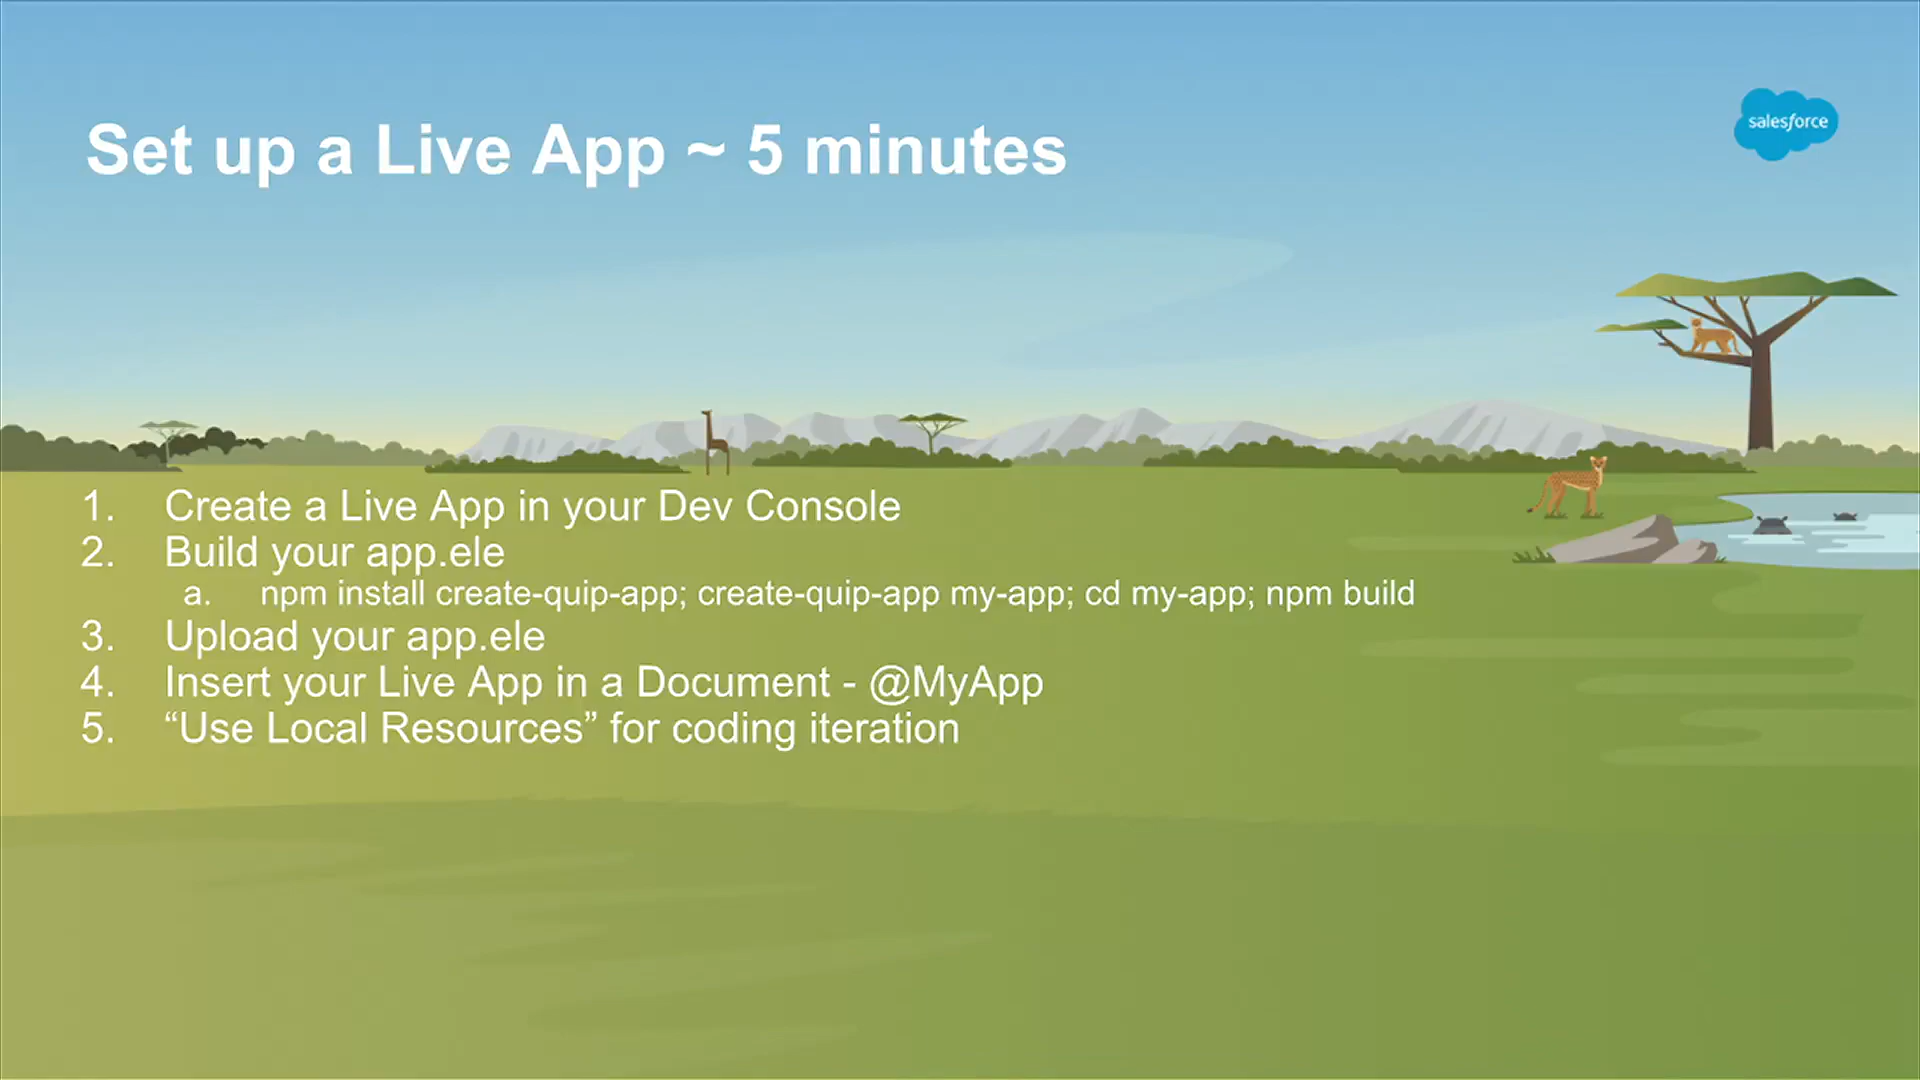 Set up a Live App ~ 5 minutes
salesforce
1. Create a Live App in your Dev Console
2. Build your app.ele
a. npm install create-quip-app; create-quip-app my-app; cd my-app; npm build
3. Upload your app.ele
4. Insert your Live App in a Document - @MyApp
5. “Use Local Resources” for coding iteration